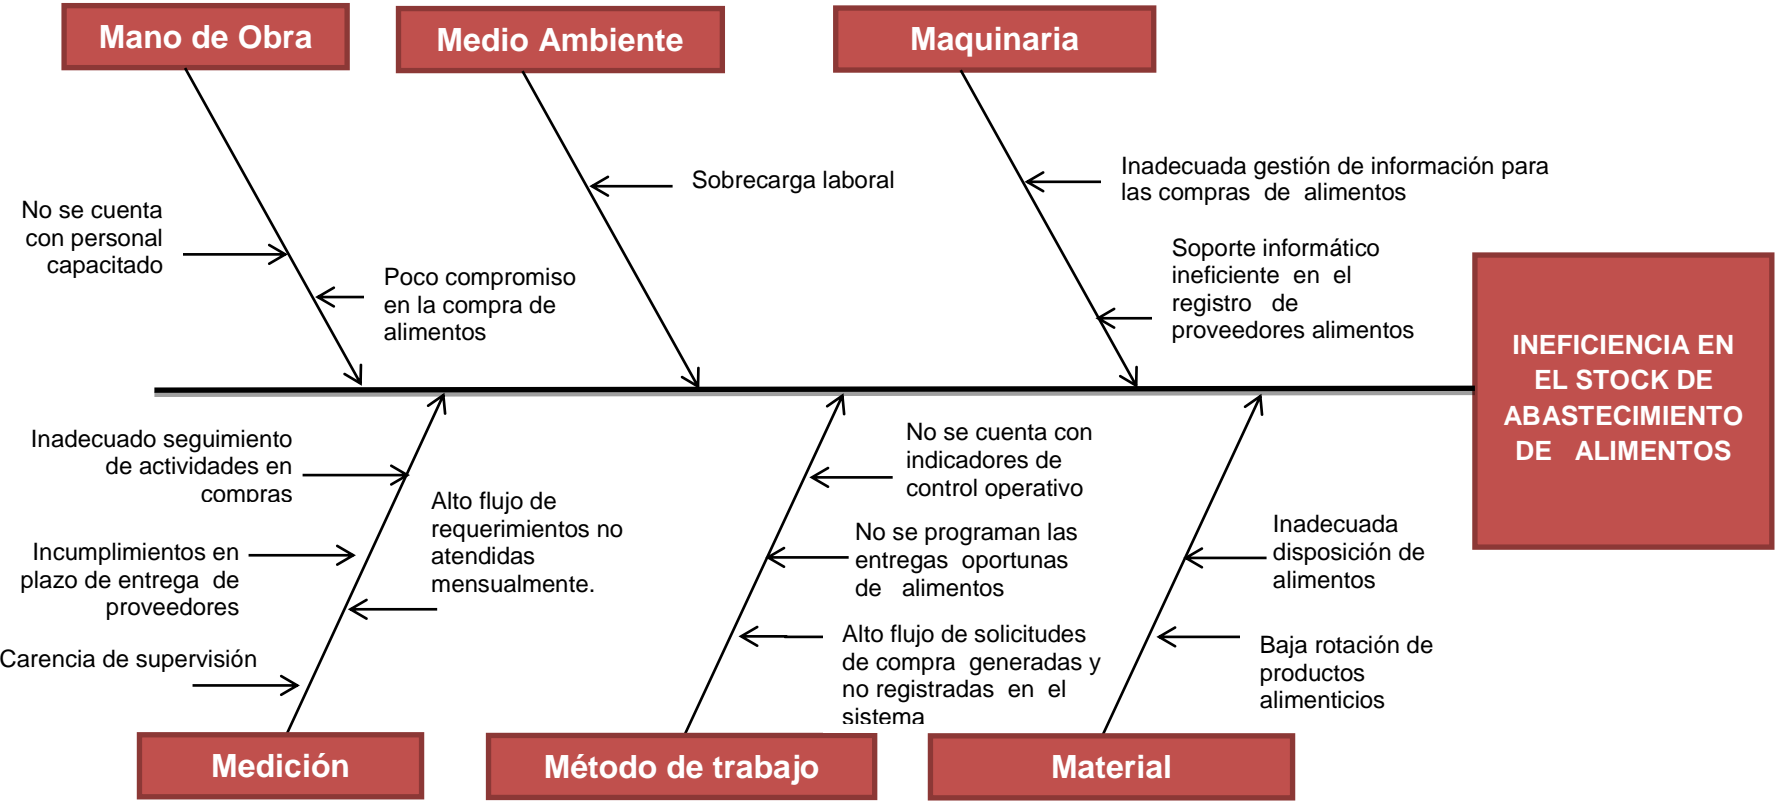 Mano de Obra
Medio Ambiente
Maquinaria
No se cuenta
con personal
capacitado
Poco compromiso
en la compra de
alimentos
Sobrecarga laboral
Inadecuada gestión de información para
las compras de alimentos
Soporte informático
ineficiente en el
registro de
proveedores alimentos
INEFICIENCIA EN
EL STOCK DE
ABASTECIMIENTO
DE ALIMENTOS
Inadecuado seguimiento
de actividades en
compras
Incumplimientos en
plazo de entrega de
proveedores
Carencia de supervisión
Alto flujo de
requerimientos no
atendidas
mensualmente.
No se cuenta con
indicadores de
control operativo
No se programan las
entregas oportunas
de alimentos
Alto flujo de solicitudes
de compra generadas y
no registradas en el
sistema
Inadecuada
disposición de
alimentos
Baja rotación de
productos
alimenticios
Medición
Método de trabajo
Material